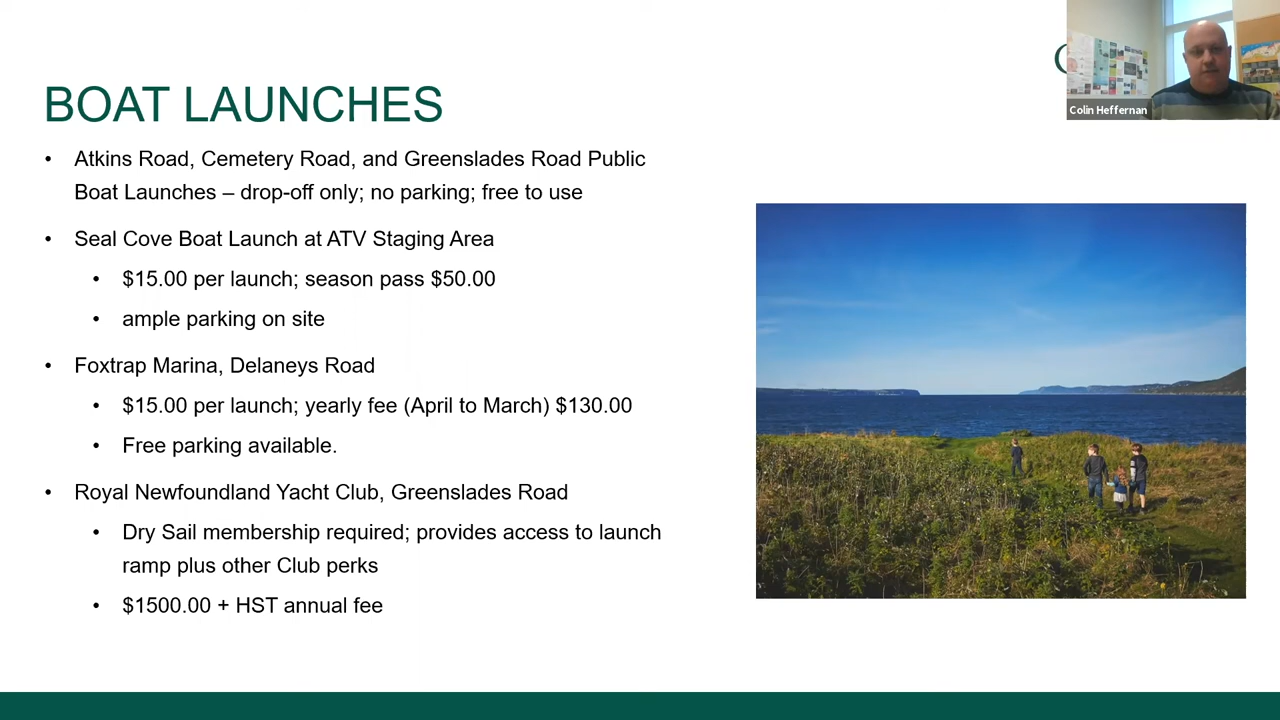 BOAT LAUNCHES
• Atkins Road, Cemetery Road, and Greenslades Road Public
Boat Launches – drop-off only; no parking; free to use
• Seal Cove Boat Launch at ATV Staging Area
• $15.00 per launch; season pass $50.00
• ample parking on site
• Foxtrap Marina, Delaneys Road
• $15.00 per launch; yearly fee (April to March) $130.00
• Free parking available.
• Royal Newfoundland Yacht Club, Greenslades Road
• Dry Sail membership required; provides access to launch
ramp plus other Club perks
• $1500.00 + HST annual fee
Colin Heffernan